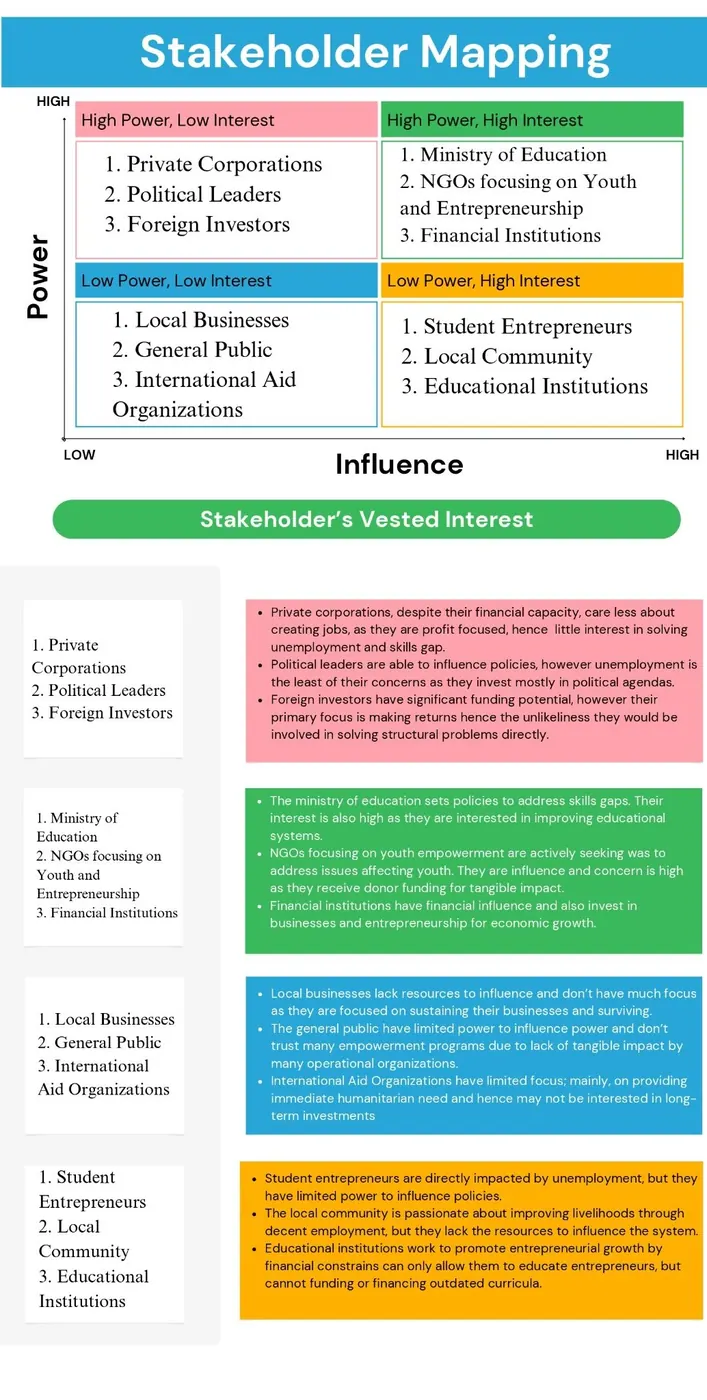 Stakeholder Mapping
HIGH
High Power, Low Interest
1. Private Corporations
2. Political Leaders
3. Foreign Investors
High Power, High Interest
1. Ministry of Education
2. NGOs focusing on Youth
and Entrepreneurship
3. Financial Institutions
Power
Low Power, Low Interest
1. Local Businesses
2. General Public
3. International Aid
Organizations
Low Power, High Interest
1. Student Entrepreneurs
2. Local Community
3. Educational Institutions
LOW
Influence
HIGH
Stakeholder's Vested Interest
1. Private
Corporations
2. Political Leaders
3. Foreign Investors
• Private corporations, despite their financial capacity, care less about
creating jobs, as they are profit focused, hence little interest in solving
unemployment and skills gap.
• Political leaders are able to influence policies, however unemployment is
the least of their concerns as they invest mostly in political agendas.
• Foreign investors have significant funding potential, however their
primary focus is making returns hence the unlikeliness they would be
involved in solving structural problems directly.
1. Ministry of
Education
2. NGOs focusing on
Youth and
Entrepreneurship
3. Financial Institutions
• The ministry of education sets policies to address skills gaps. Their
interest is also high as they are interested in improving educational
systems.
• NGOs focusing on youth empowerment are actively seeking was to
address issues affecting youth. They are influence and concern is high
as they receive donor funding for tangible impact.
• Financial institutions have financial influence and also invest in
businesses and entrepreneurship for economic growth.
1. Local Businesses
2. General Public
3. International
Aid Organizations
• Local businesses lack resources to influence and don't have much focus
as they are focused on sustaining their businesses and surviving.
• The general public have limited power to influence power and don't
trust many empowerment programs due to lack of tangible impact by
many operational organizations.
• International Aid Organizations have limited focus; mainly, on providing
immediate humanitarian need and hence may not be interested in long-
term investments
1. Student
Entrepreneurs
2. Local
Community
3. Educational
Institutions
• Student entrepreneurs are directly impacted by unemployment, but they
have limited power to influence policies.
• The local community is passionate about improving livelihoods through
decent employment, but they lack the resources to influence the system.
• Educational institutions work to promote entrepreneurial growth by
financial constrains can only allow them to educate entrepreneurs, but
cannot funding or financing outdated curricula.